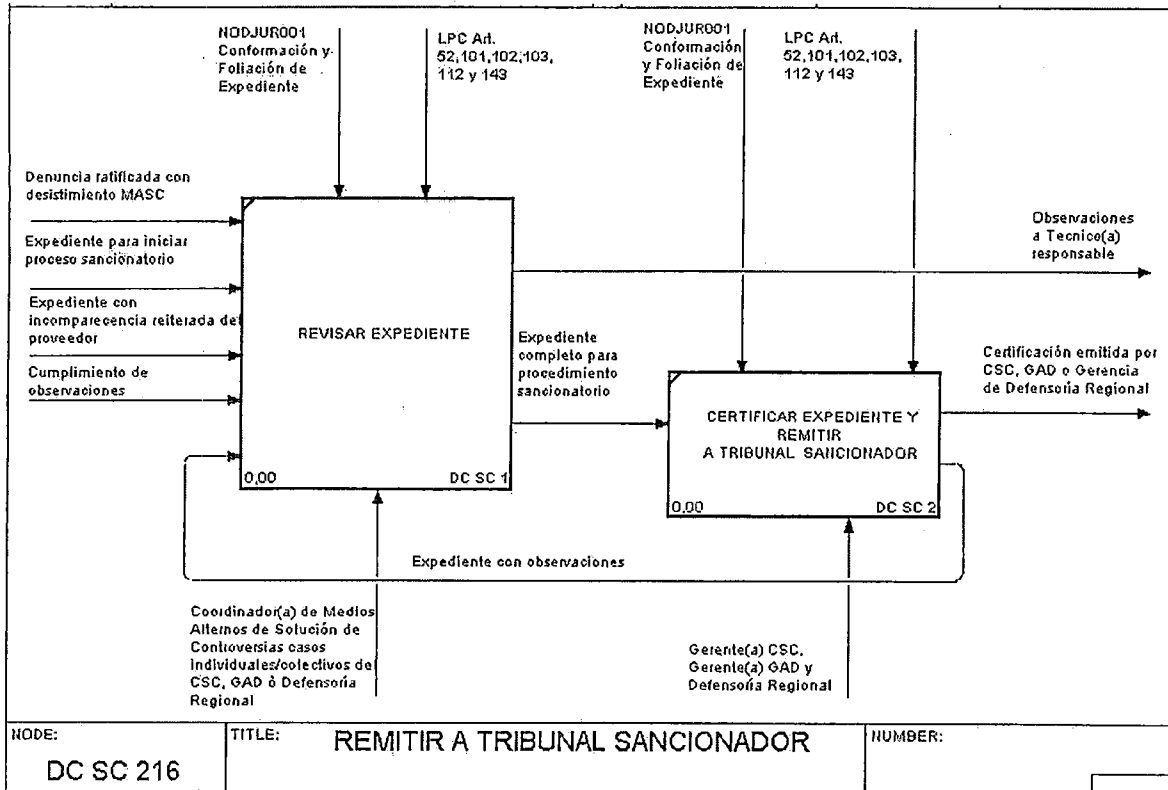 NODJUR001
Conformación y
Foliación de
Expediente
LPC Art.
52,101,102,103,
112 y 143
NODJUR001
Conformación
y Foliación de
Expediente
LPC Art.
52,101,102,103,
112 y 143
Denuncia ratificada con
desistimiento MASC
Expediente para iniciar
proceso sancionatorio
Expediente con
incomparecencia reiterada del
proveedor
Cumplimiento de
observaciones
REVISAR EXPEDIENTE
0,00
DC SC 1
Observaciones
a Tecnico(a)
responsable
Expediente
completo para
procedimiento
sancionatorio
CERTIFICAR EXPEDIENTE Y
REMITIR
A TRIBUNAL SANCIONADOR
0,00
DC SC 2
Certificación emitida por
CSC, GAD o Gerencia
de Defensoría Regional
Expediente con observaciones
Coordinador(a) de Medios
Alternos de Solución de
Controversias casos
individuales/colectivos de
CSC, GAD ò Defensoría
Regional
Gerente(a) CSC,
Gerente(a) GAD y
Defensoría Regional
NODE:
DC SC 216
TITLE:
REMITIR A TRIBUNAL SANCIONADOR
NUMBER: